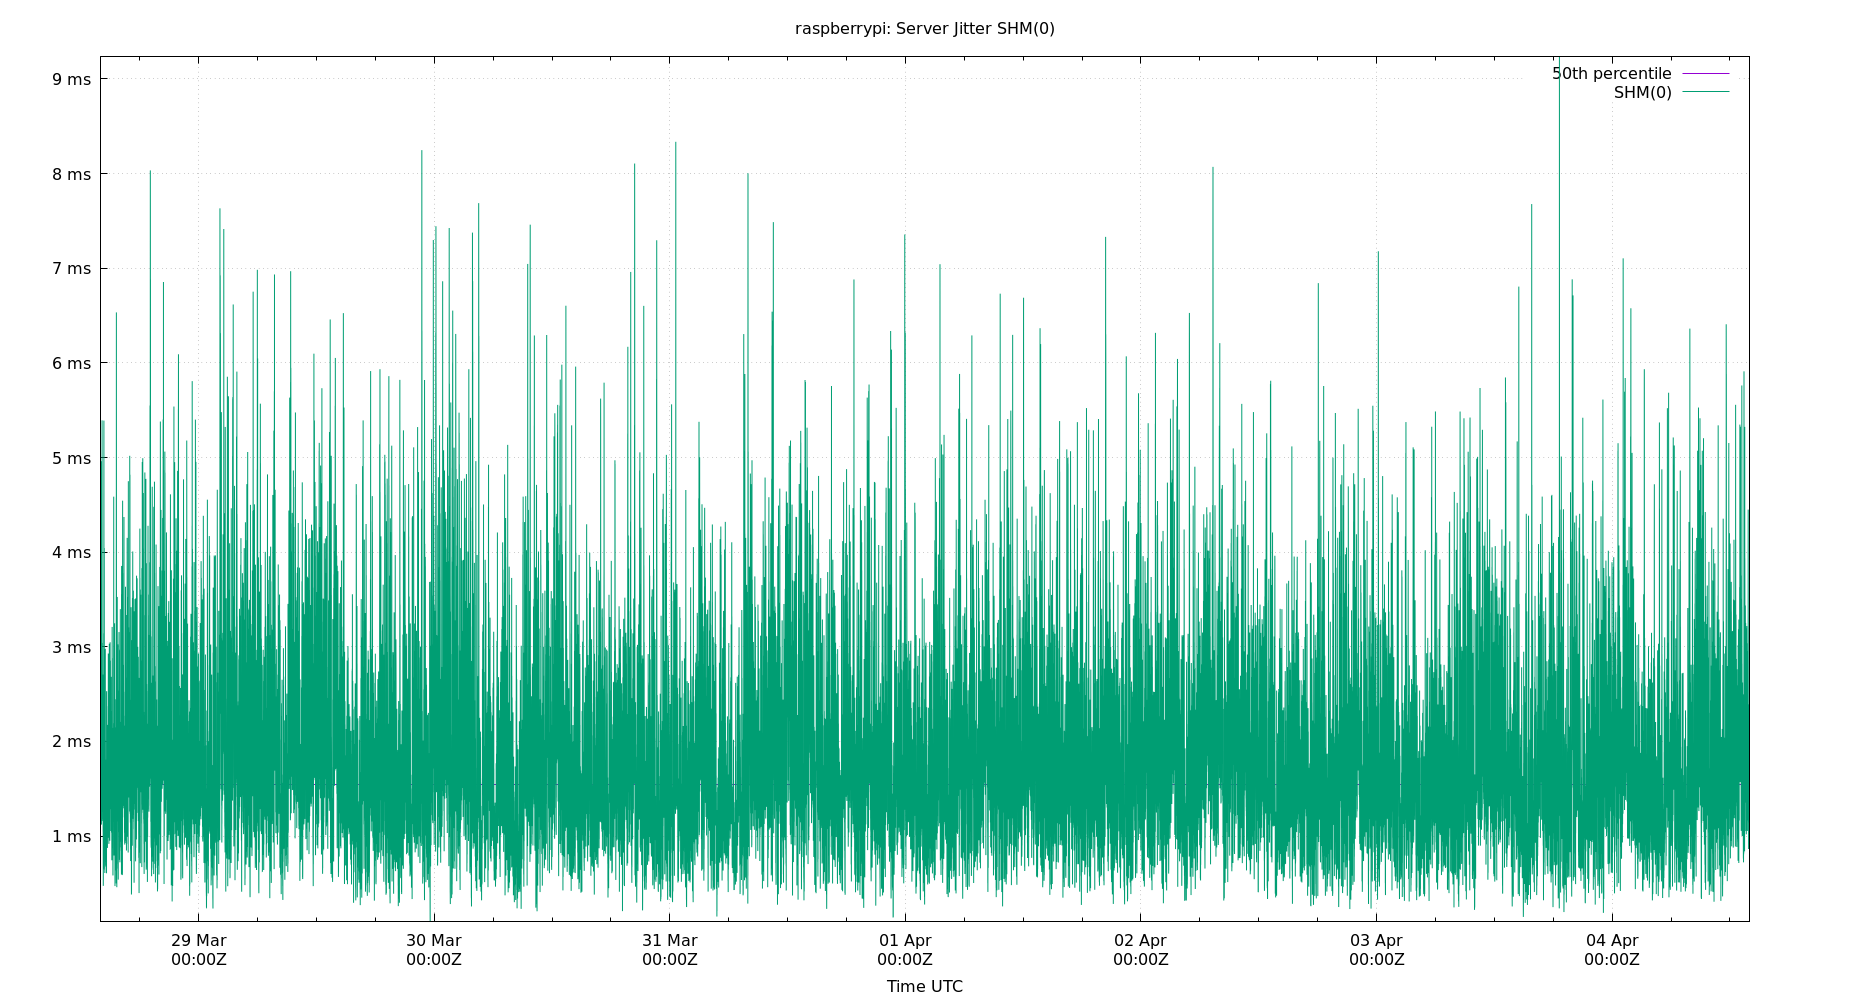 raspberrypi: Server Jitter SHM(0)
9 ms
50th percentile
SHM(0)
8 ms
7 ms
6 ms
5 ms
4 ms
3 ms
2 ms
1 ms
29 Mar 30 Mar 31 Mar 01 Apr 02 Apr 03 Apr 04 Apr
00:00Z 00:00Z 00:00Z 00:00Z 00:00Z 00:00Z 00:00Z
Time UTC